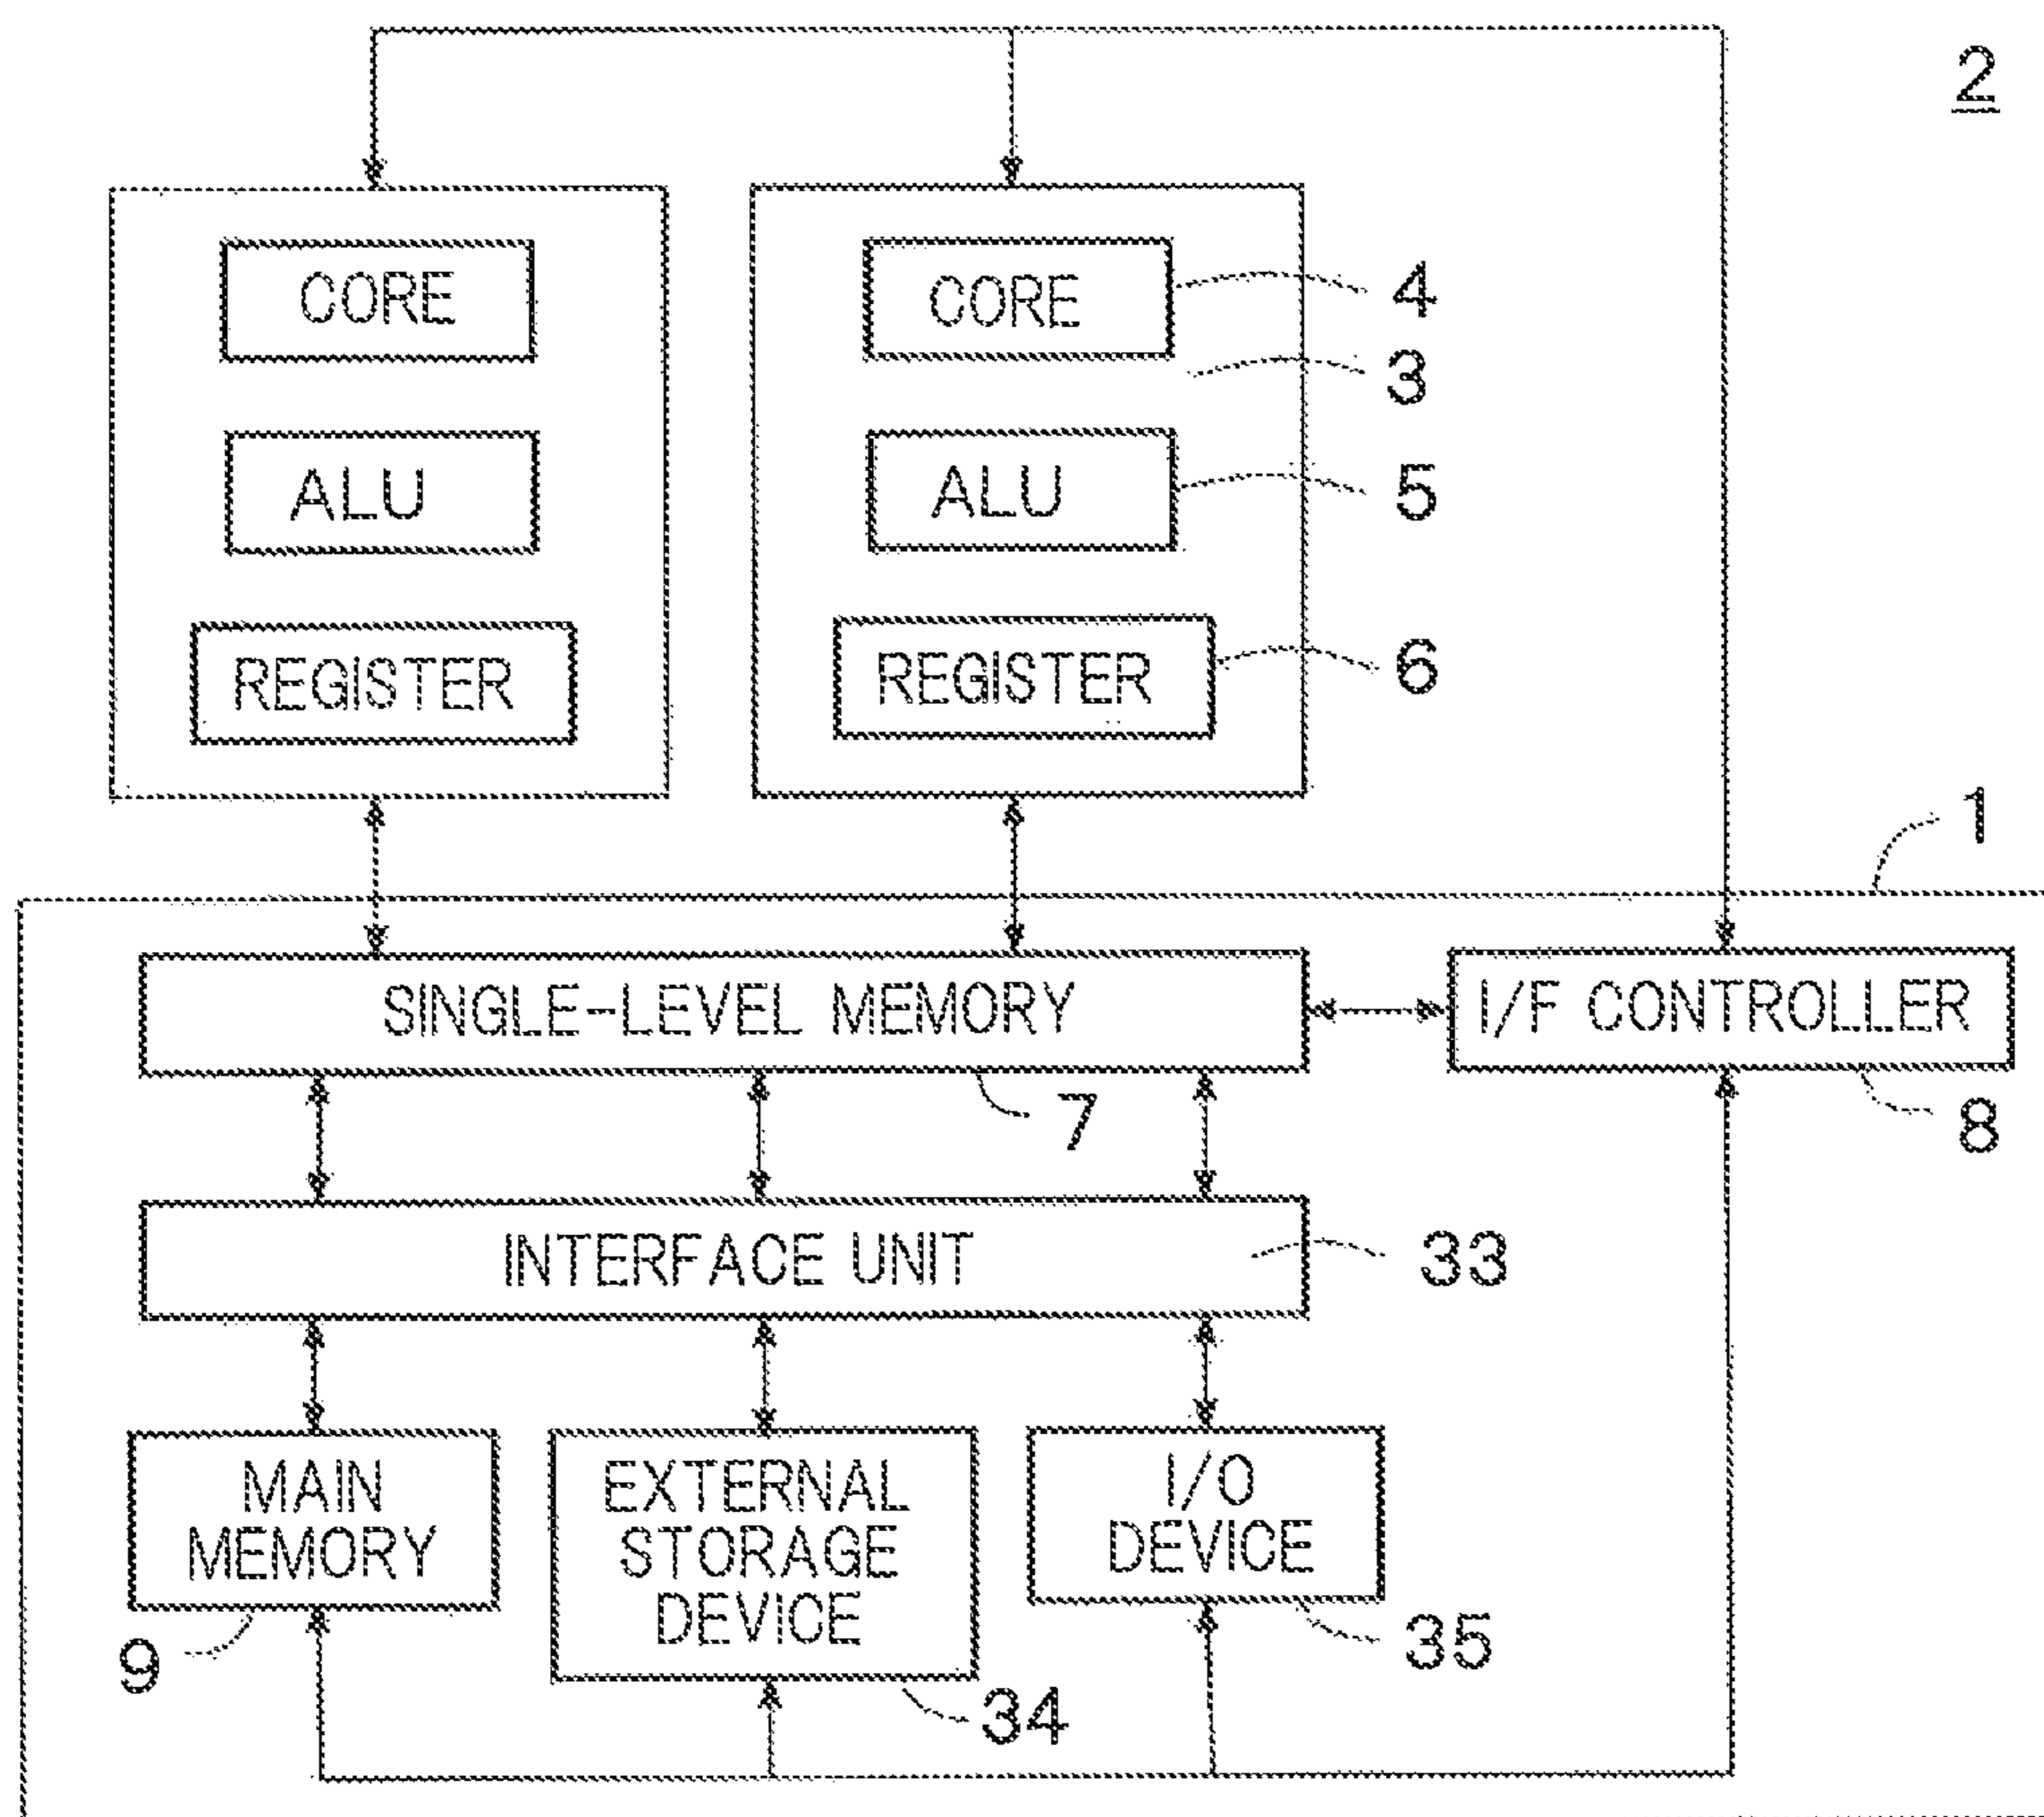 2
CORE
CORE
4
3
ALU
ALU
5
REGISTER
REGISTER
6
1
SINGLE-LEVEL MEMORY
I/F CONTROLLER
7
8
INTERFACE UNIT
33
MAIN
MEMORY
EXTERNAL
STORAGE
DEVICE
I/O
DEVICE
9
34
35